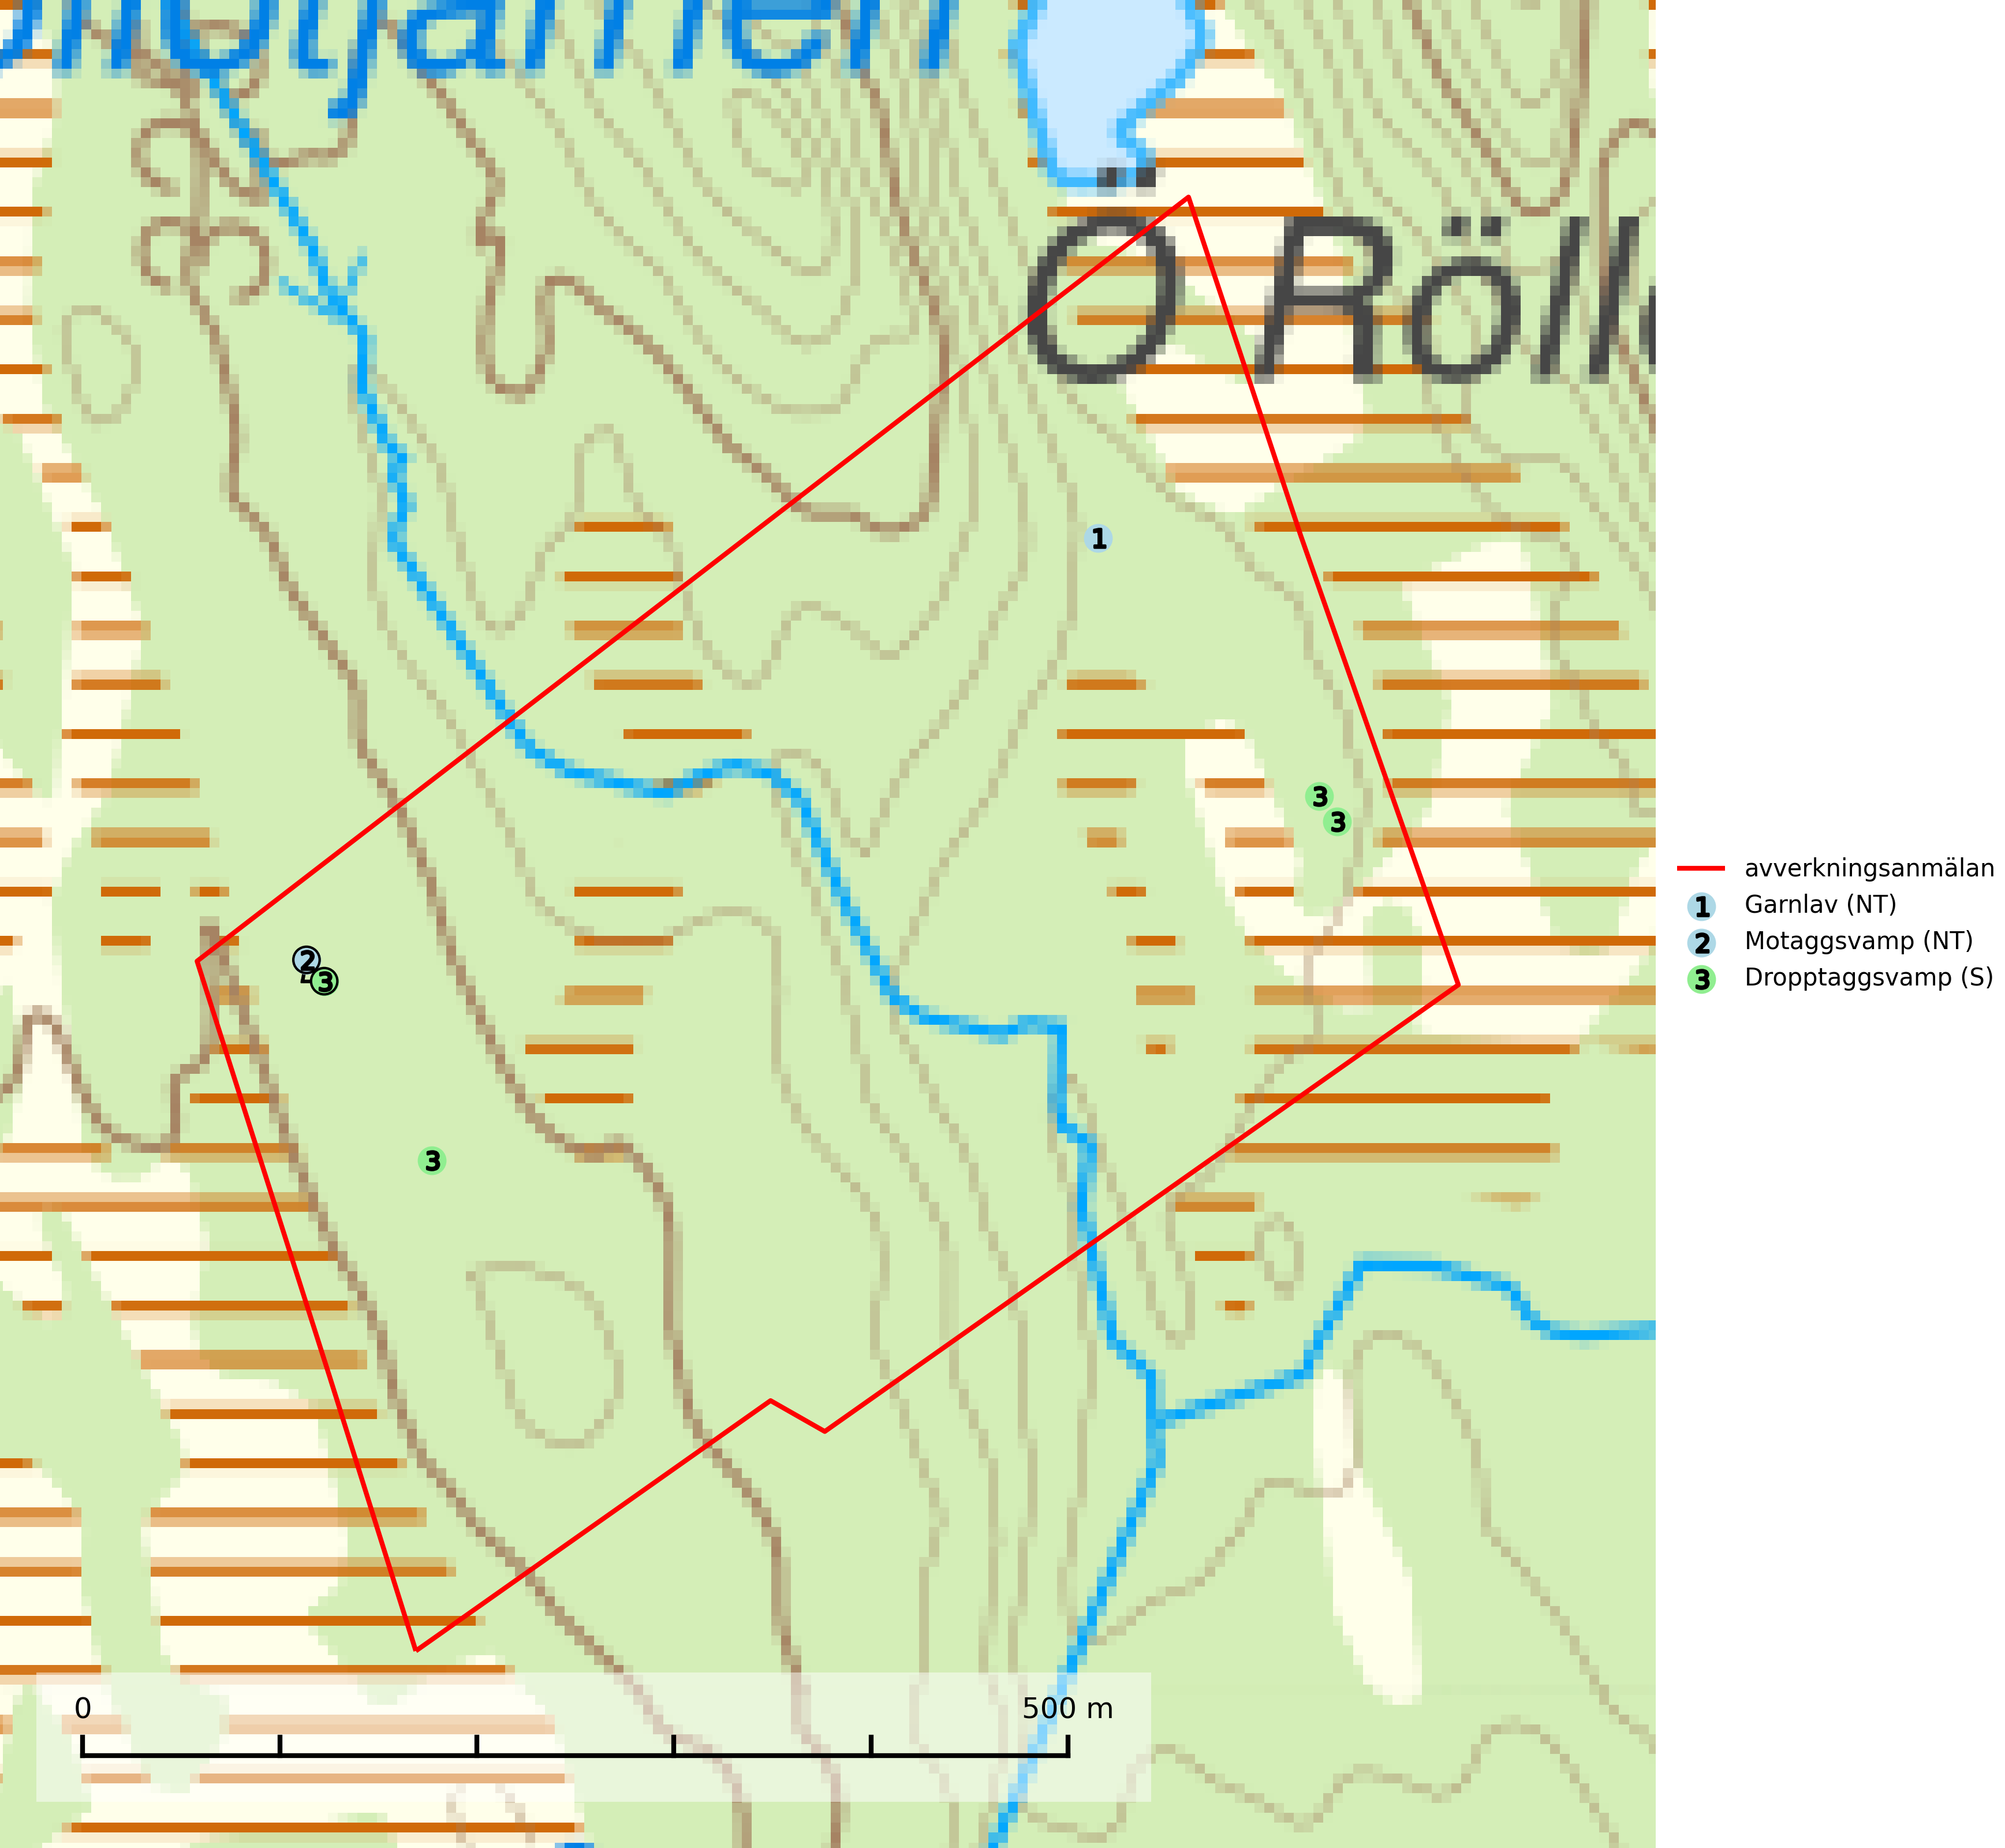 Ö Röll
1
3
3
2
3
3
0 500 m
avverkningsanmälan
1 Garnlav (NT)
2 Motaggsvamp (NT)
3 Dropptaggsvamp (S)